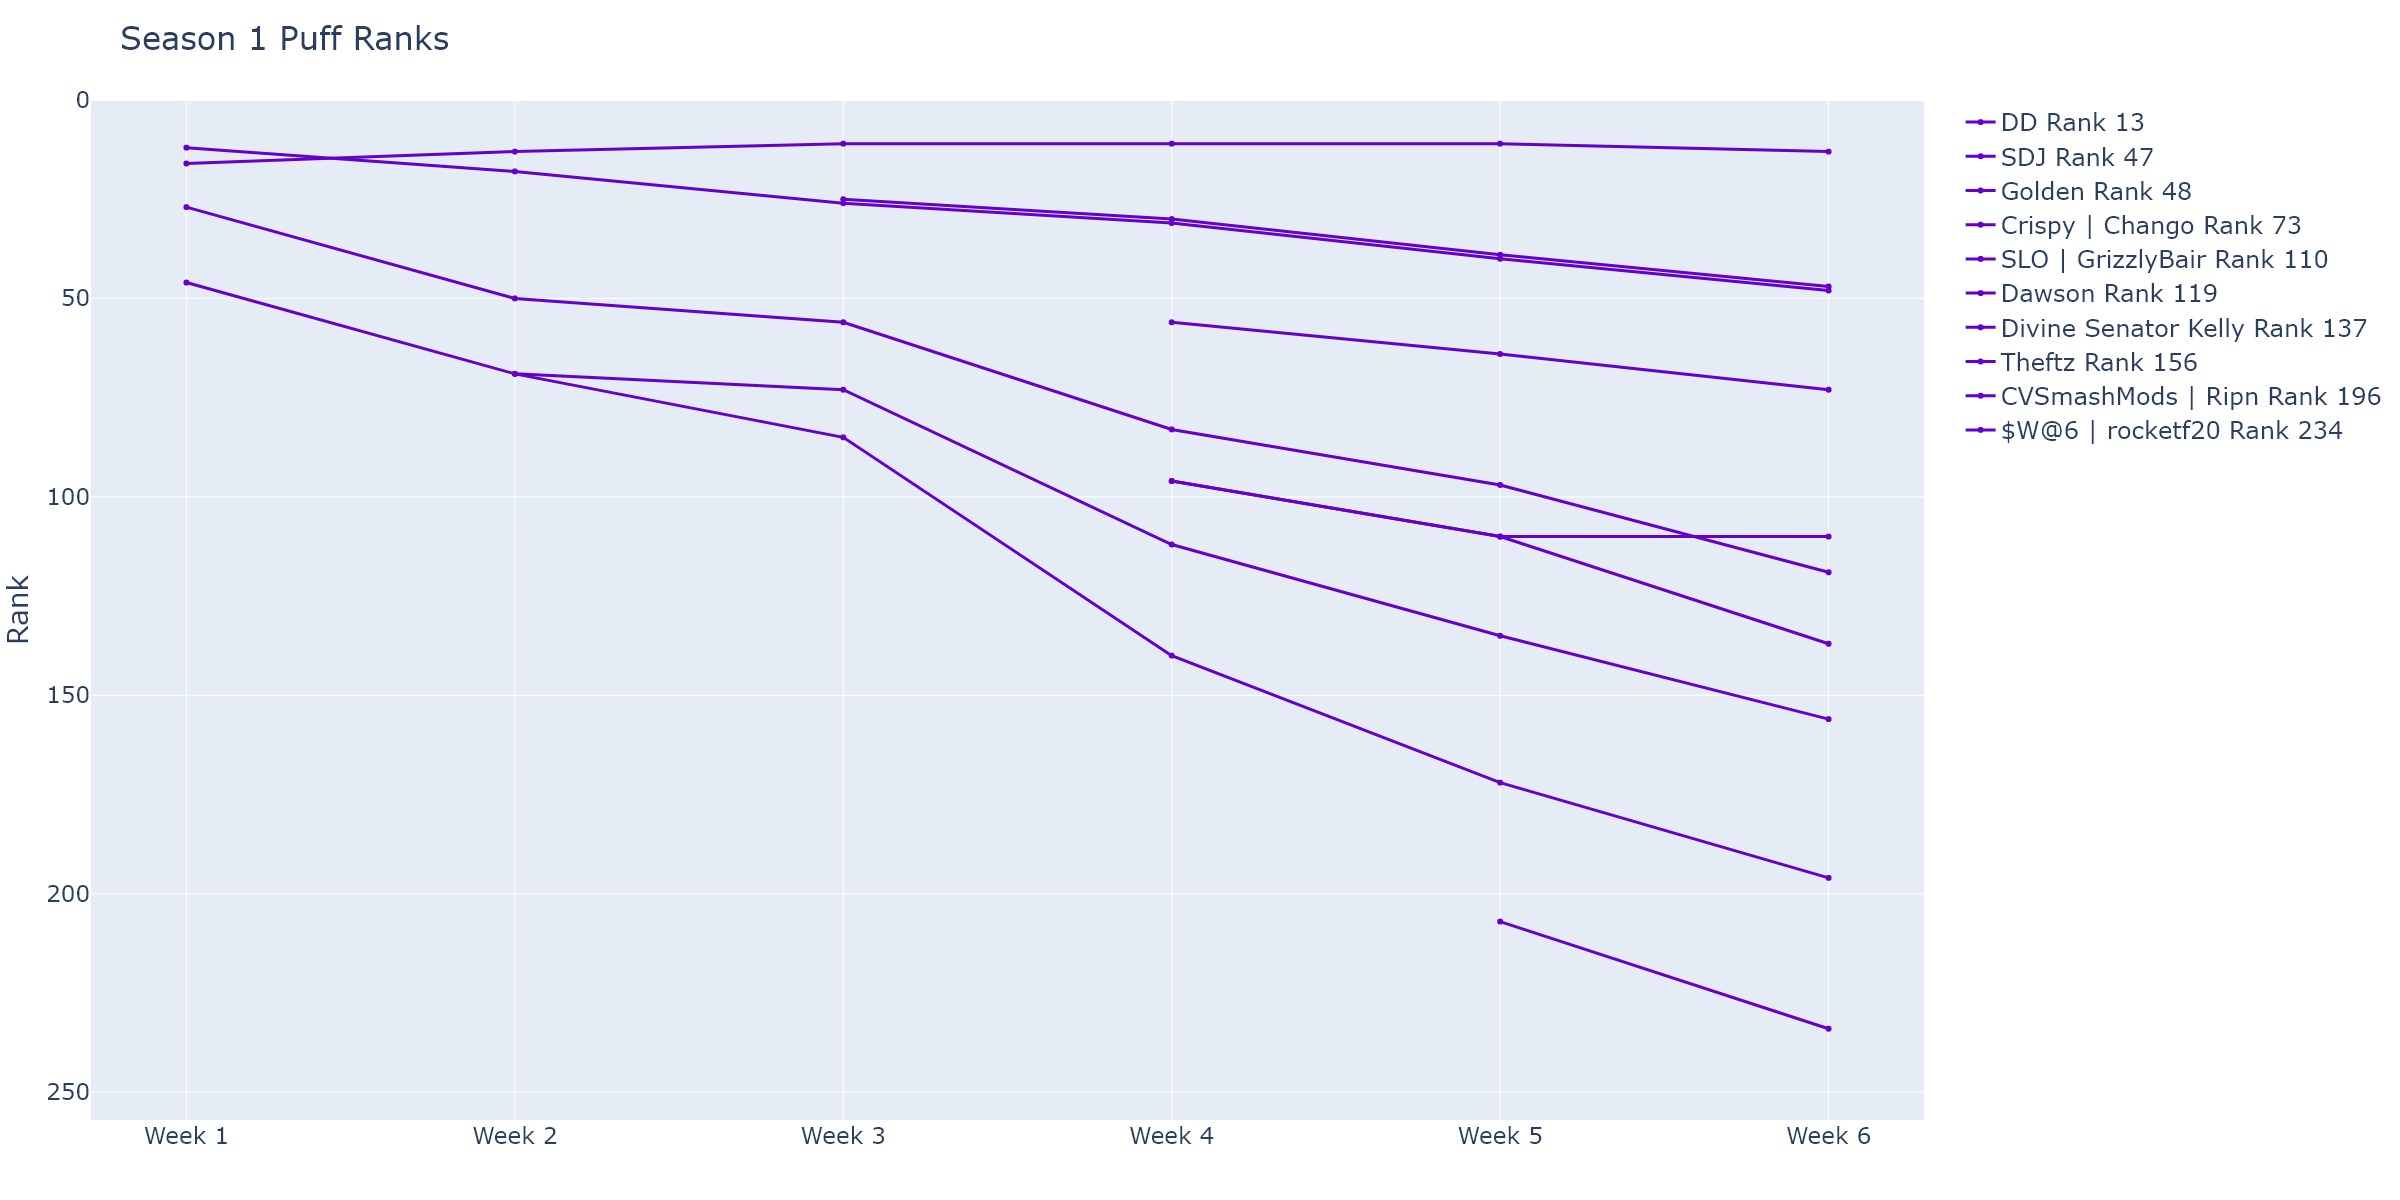 Season 1 Puff Ranks
Rank
0
50
100
150
200
250
Week 1
Week 2
Week 3
Week 4
Week 5
Week 6
DD Rank 13
SDJ Rank 47
Golden Rank 48
Crispy | Chango Rank 73
SLO | GrizzlyBair Rank 110
Dawson Rank 119
Divine Senator Kelly Rank 137
Theftz Rank 156
CVSmashMods | Ripn Rank 196
$W@6 | rocketf20 Rank 234